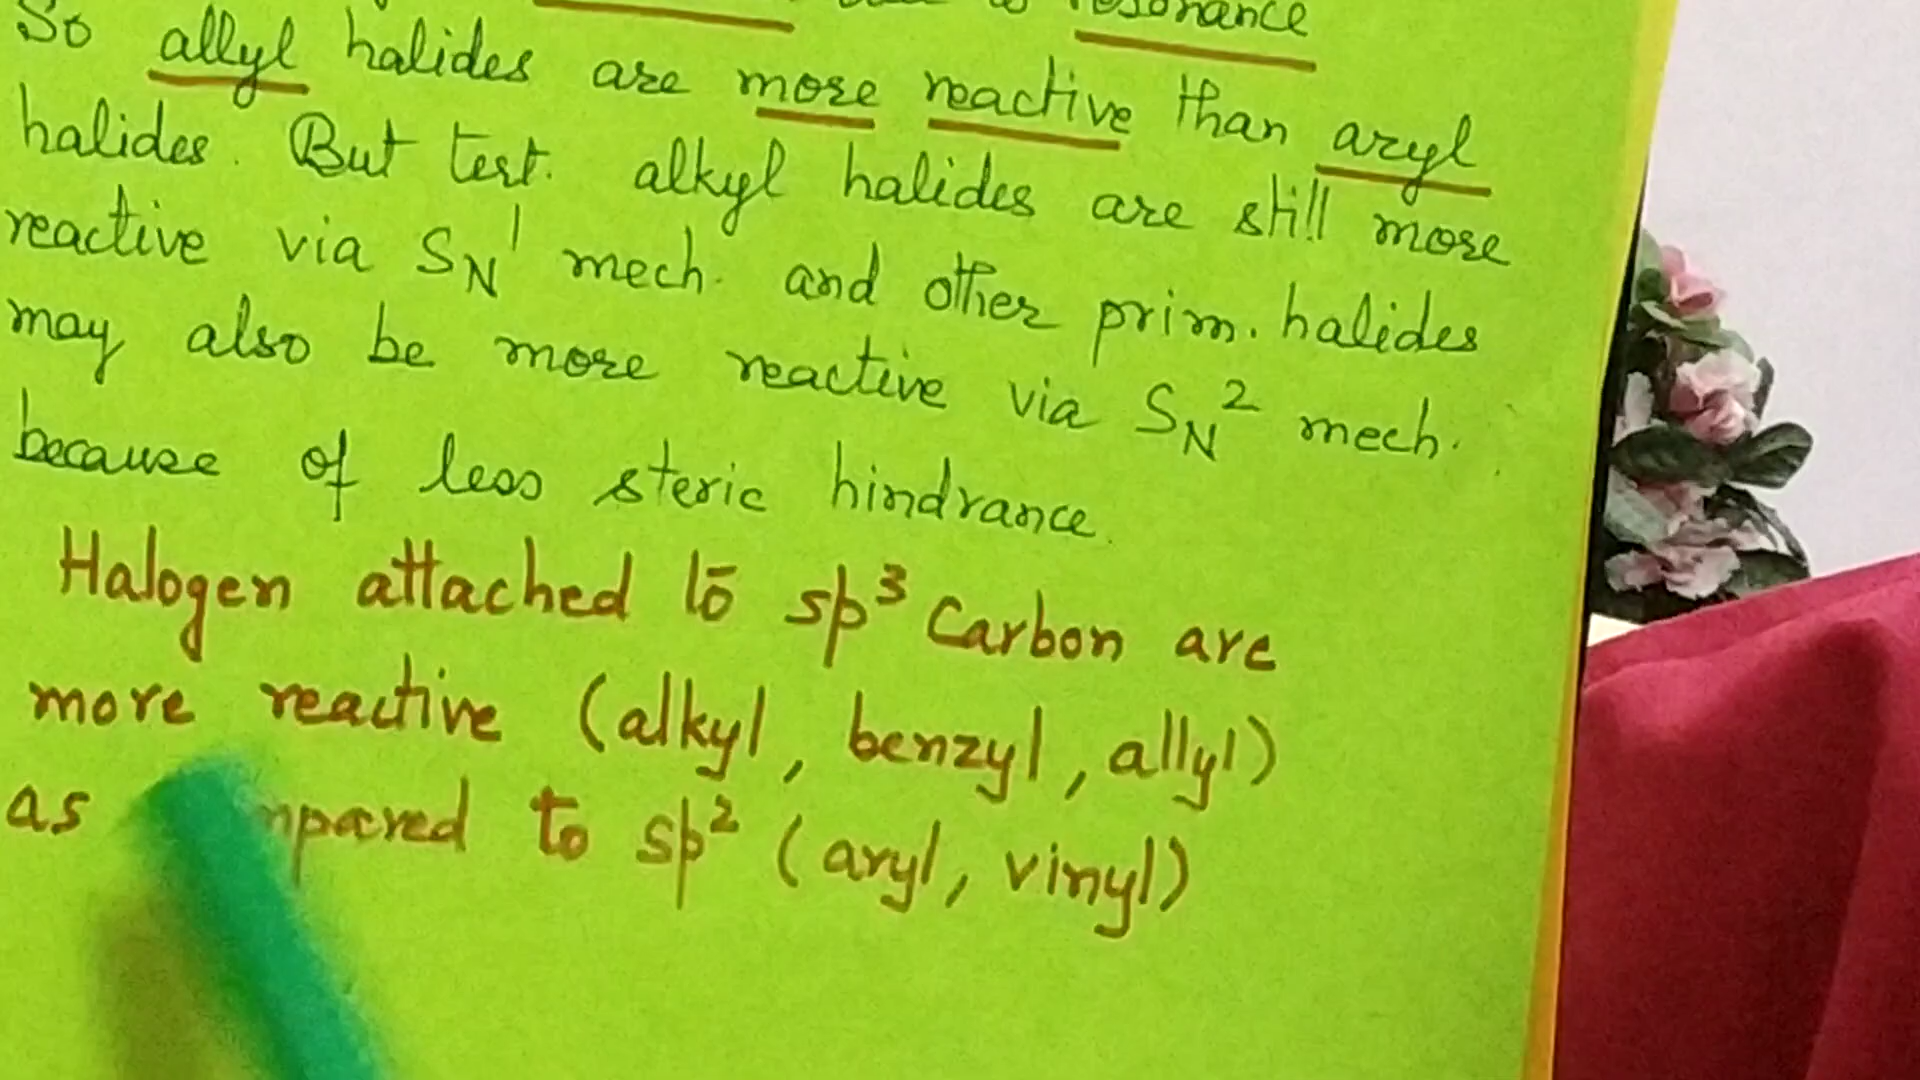 resonance
So allyl halides are more reactive than aryl
halides. But tert. alkyl halides are still more
reactive via SN1 mech. and other prim. halides
may also be more reactive via SN2 mech.
because of less steric hindrance.
Halogen attached to sp3 Carbon are
more reactive (alkyl, benzyl, allyl)
as to sp2 (aryl, vinyl)